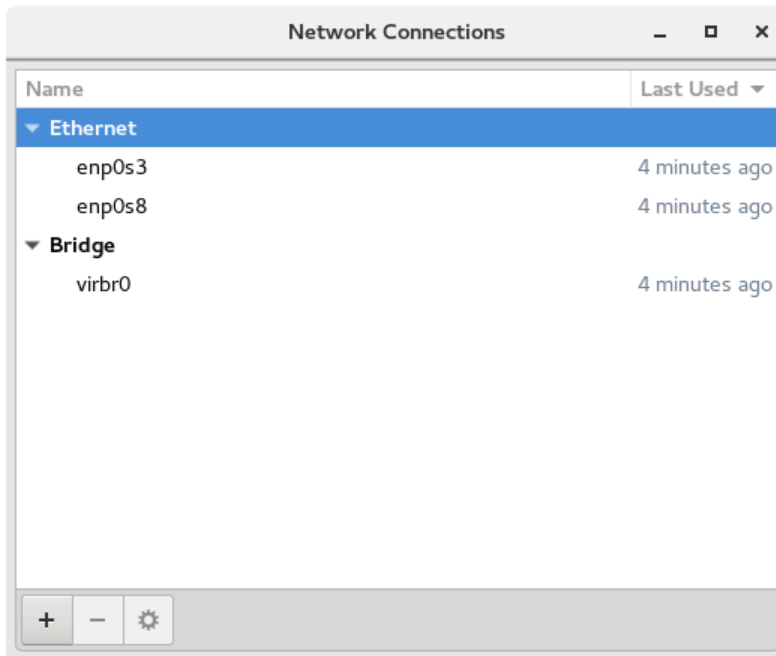 Network Connections
Name Last Used
Ethernet
enp0s3 4 minutes ago
enp0s8 4 minutes ago
Bridge
virbr0 4 minutes ago